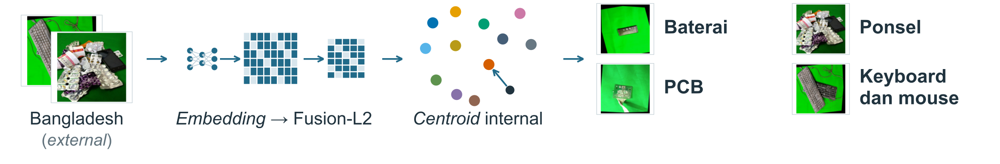 Bangladesh
(external)
Embedding → Fusion-L2
Centroid internal
Baterai
PCB
Ponsel
Keyboard
dan mouse